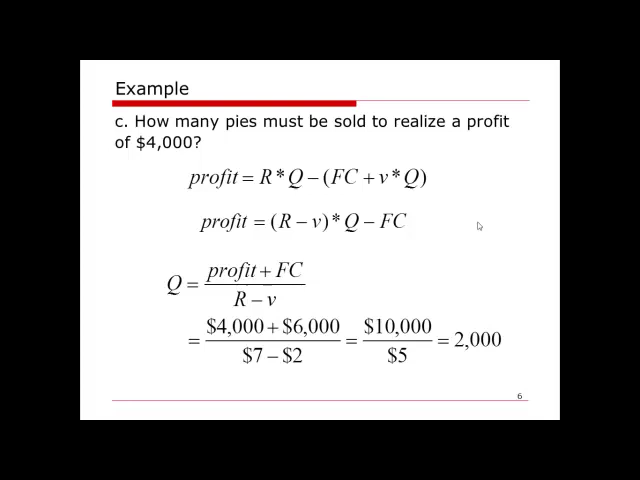 Example
c. How many pies must be sold to realize a profit
of $4,000?
profit = R * Q − (FC + v * Q)
profit = (R − v) * Q − FC
Q = (profit + FC) / (R − v)
= ($4,000 + $6,000) / ($7 − $2) = $10,000 / $5 = 2,000
6